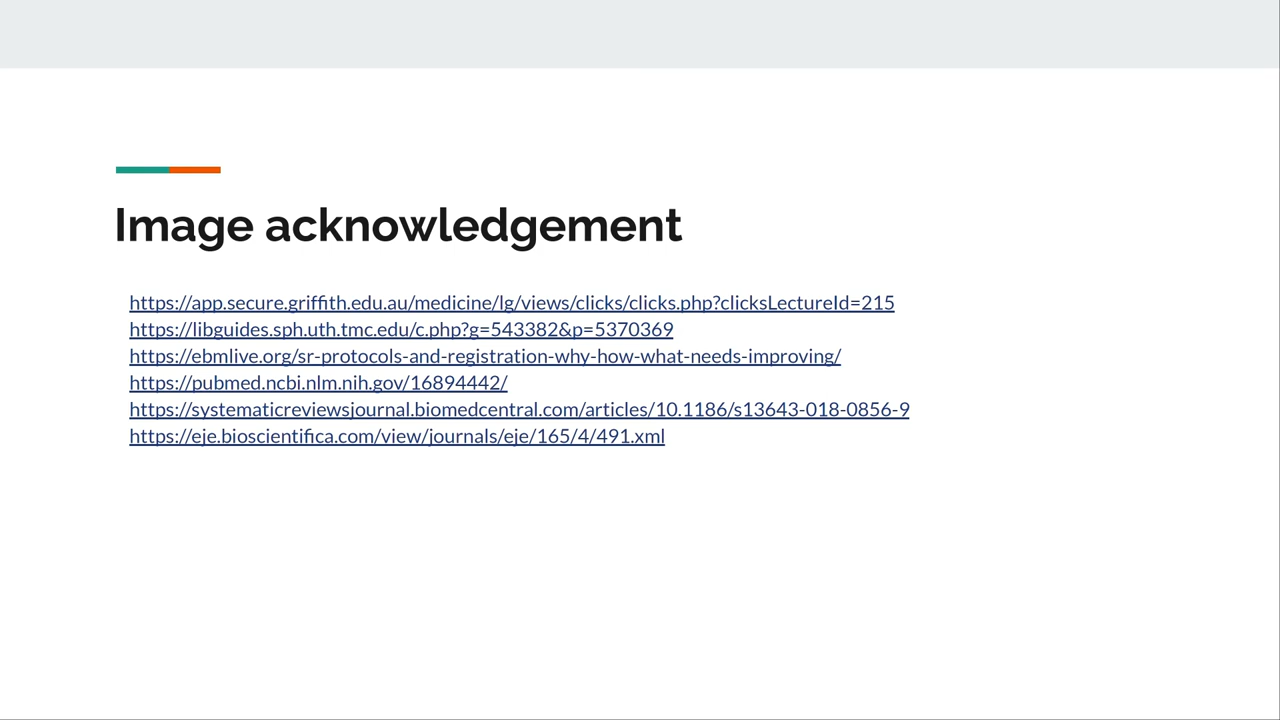 Image acknowledgement
https://app.secure.griffith.edu.au/medicine/lg/views/clicks/clicks.php?clicksLectureId=215
https://libguides.sph.uth.tmc.edu/c.php?g=543382&p=5370369
https://ebmlive.org/sr-protocols-and-registration-why-how-what-needs-improving/
https://pubmed.ncbi.nlm.nih.gov/16894442/
https://systematicreviewsjournal.biomedcentral.com/articles/10.1186/s13643-018-0856-9
https://eje.bioscientifica.com/view/journals/eje/165/4/491.xml